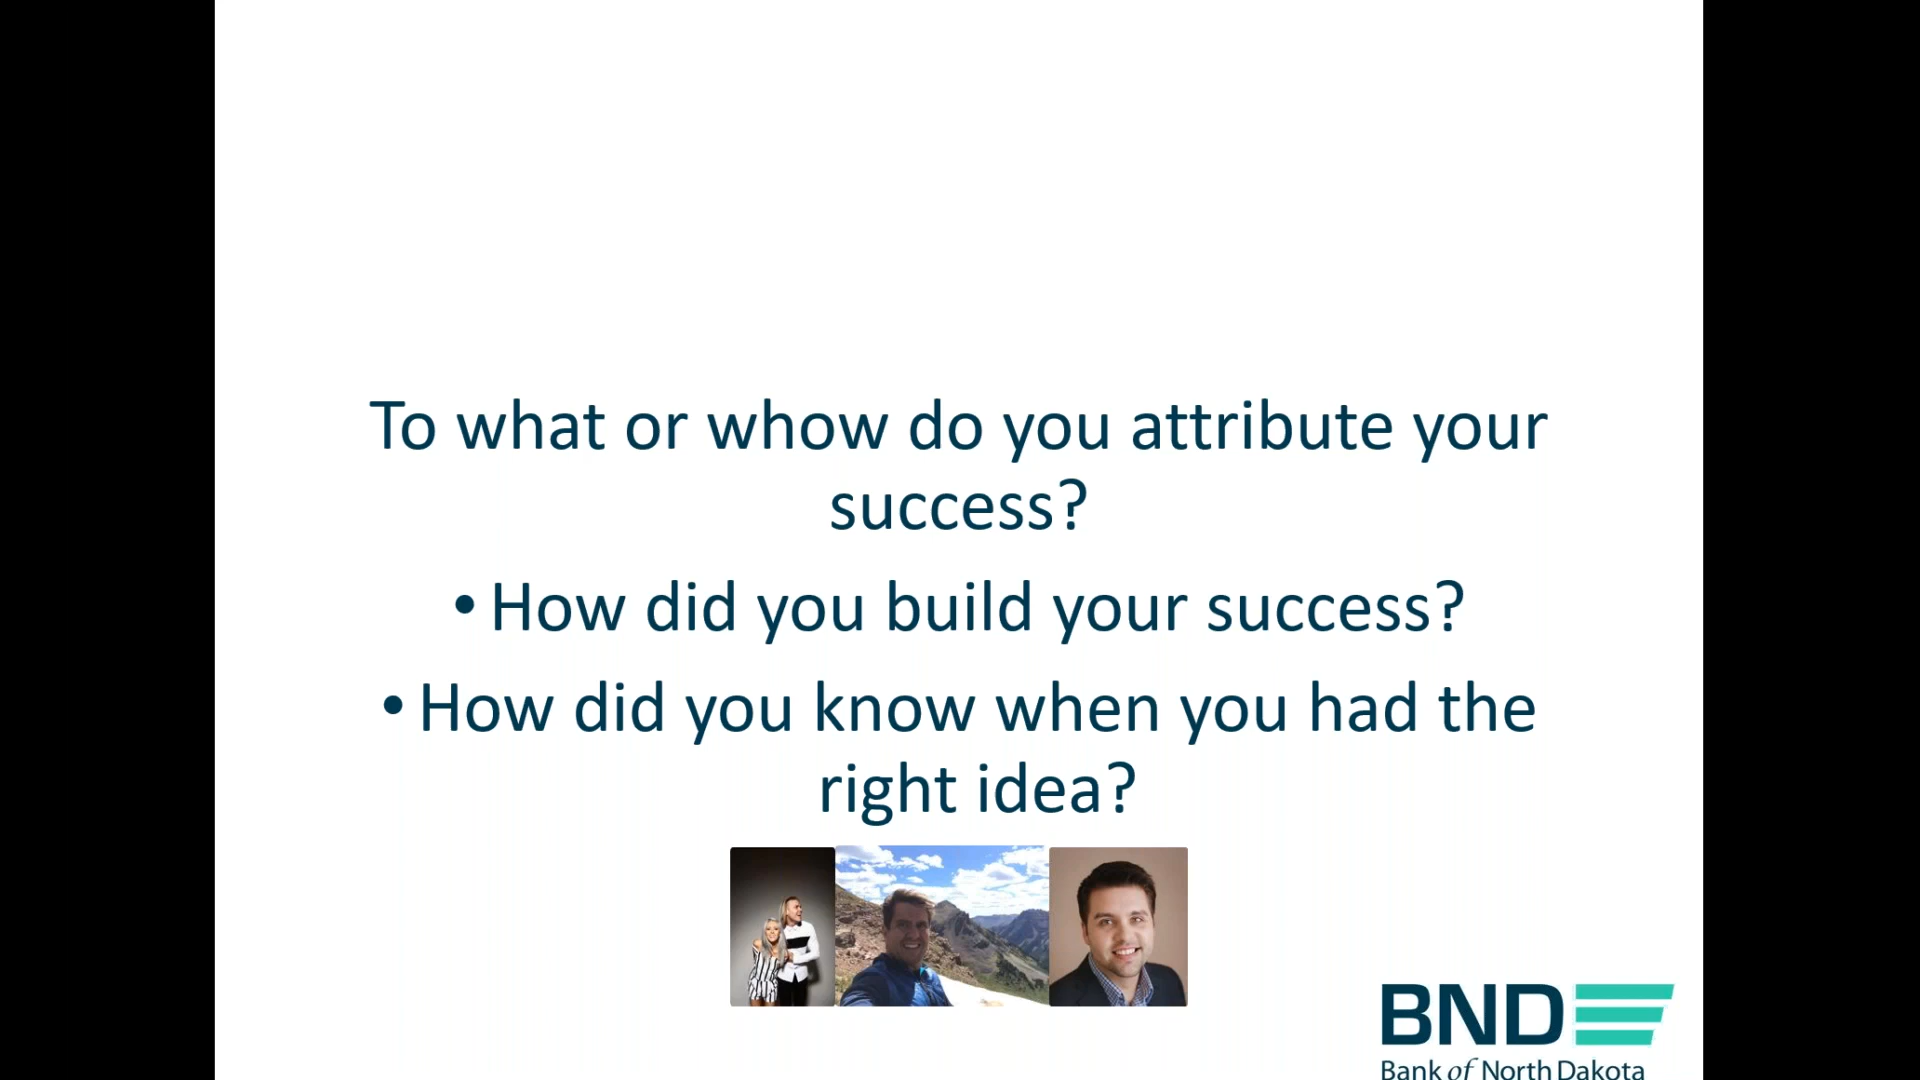 To what or whow do you attribute your
success?
• How did you build your success?
• How did you know when you had the
right idea?
BND
Bank of North Dakota